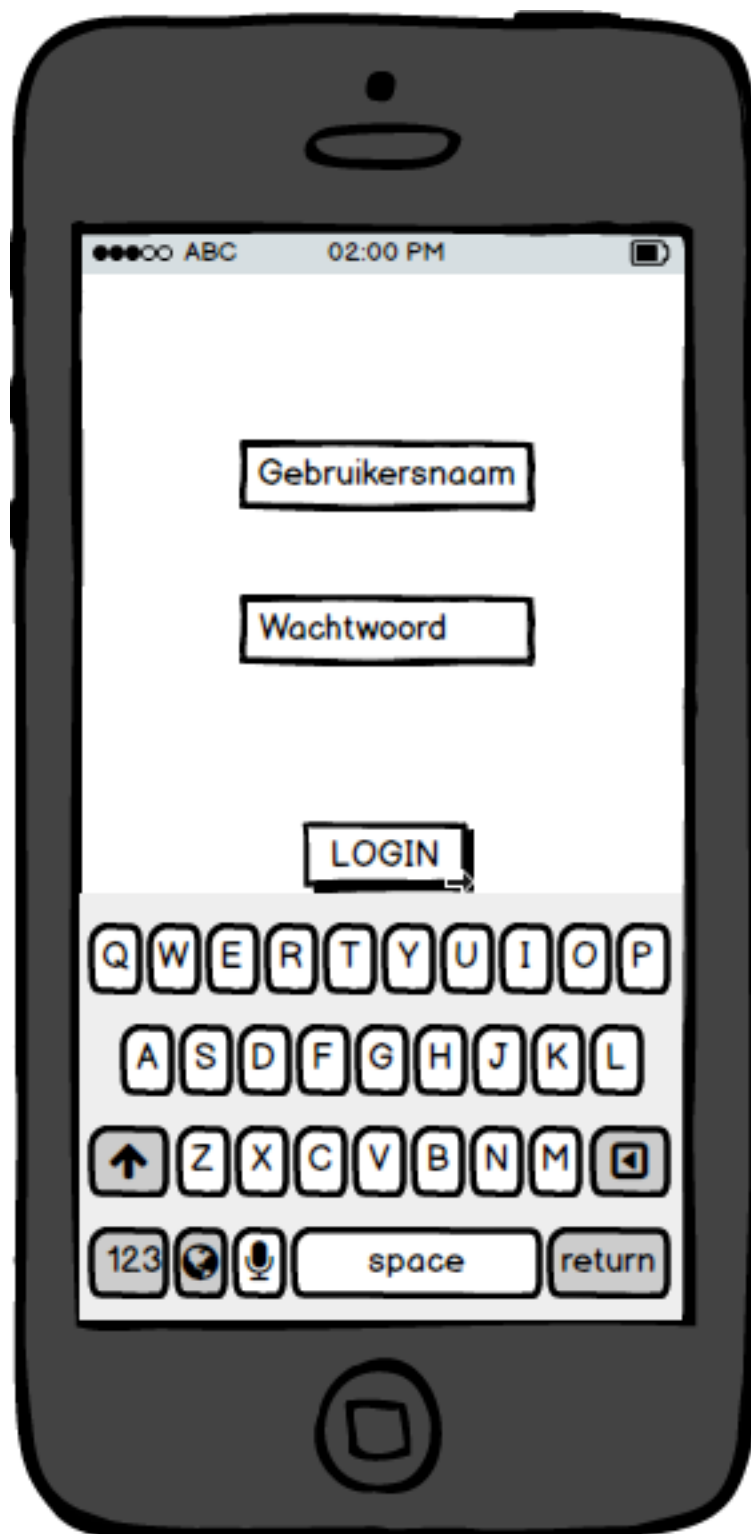 ABC 02:00 PM
Gebruikersnaam
Wachtwoord
LOGIN
Q W E R T Y U I O P
A S D F G H J K L
Z X C V B N M
123 space return